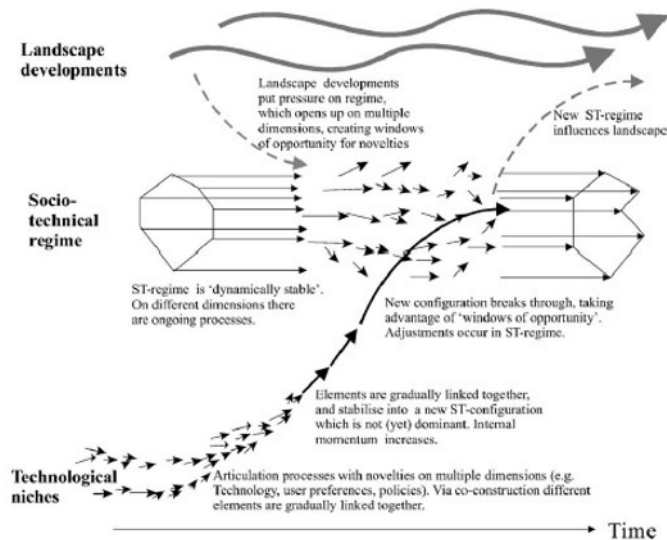 Landscape
developments
Landscape developments
put pressure on regime,
which opens up on multiple
dimensions, creating windows
of opportunity for novelties
New ST-regime
influences landscape
Socio-
technical
regime
ST-regime is 'dynamically stable'.
On different dimensions there
are ongoing processes.
New configuration breaks through, taking
advantage of 'windows of opportunity'.
Adjustments occur in ST-regime.
Elements are gradually linked together,
and stabilise into a new ST-configuration
which is not (yet) dominant. Internal
momentum increases.
Technological
niches
Articulation processes with novelties on multiple dimensions (e.g.
Technology, user preferences, policies). Via co-construction different
elements are gradually linked together.
Time